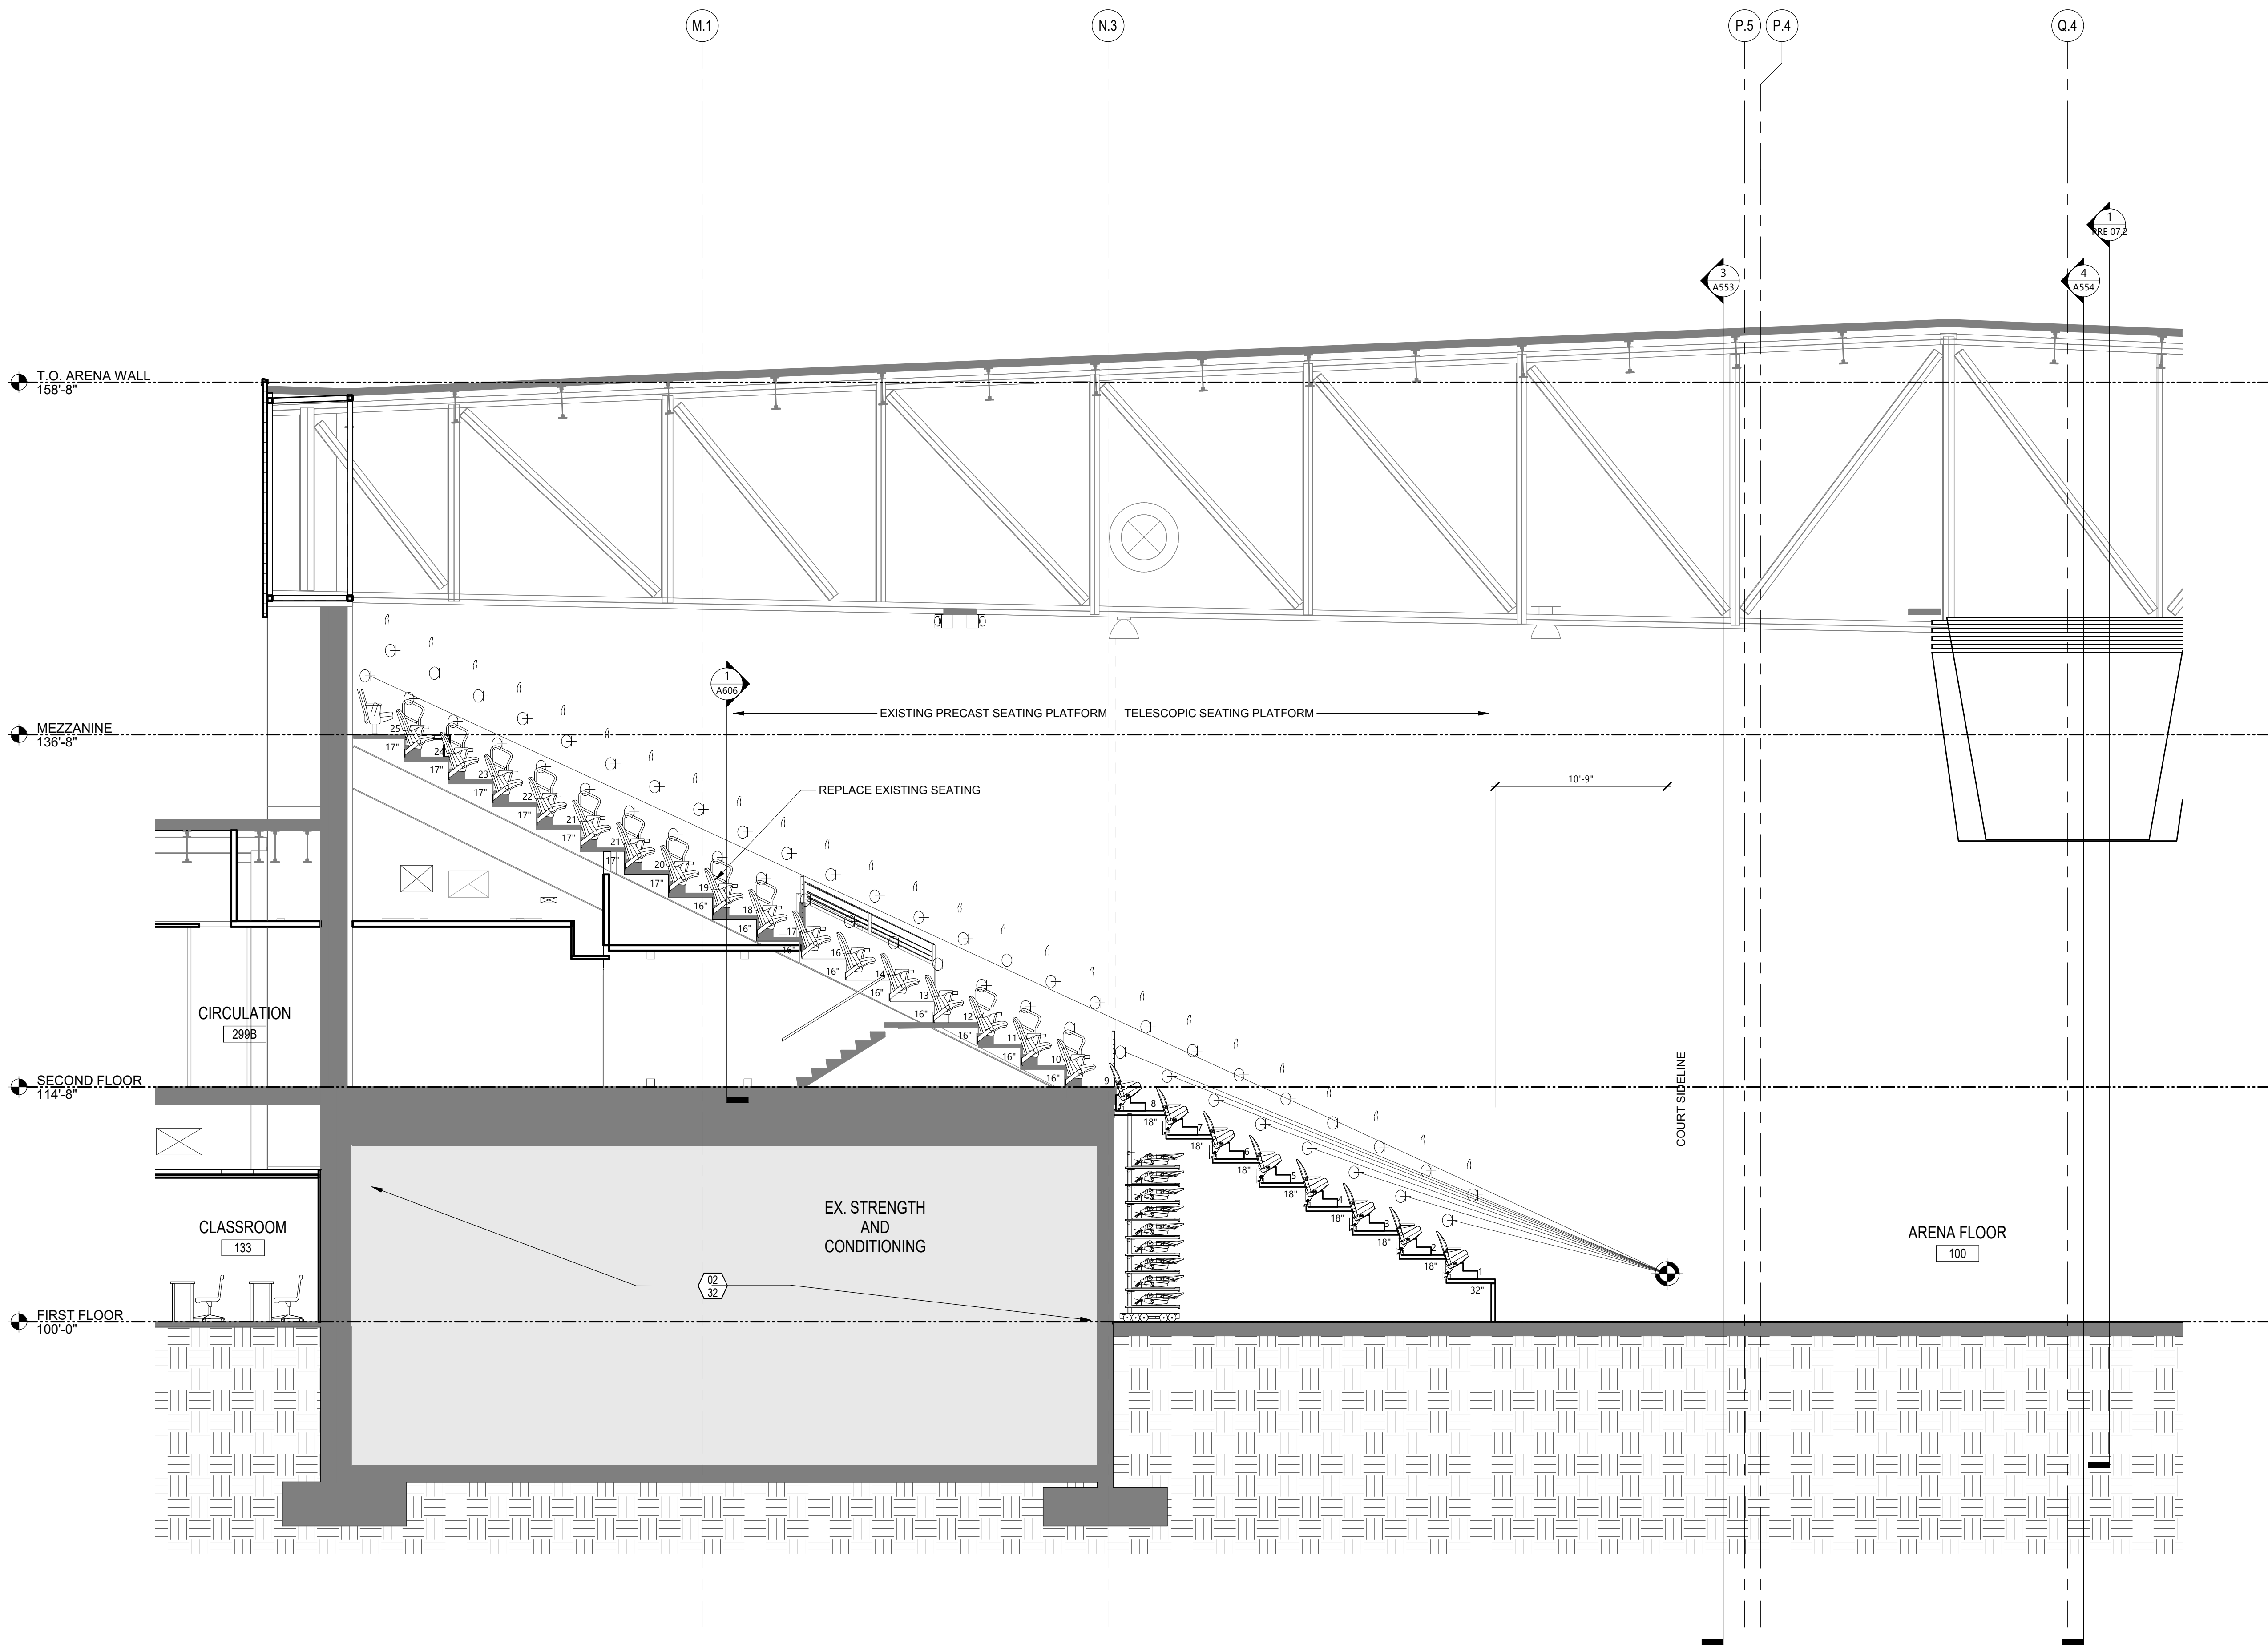 M.1
N.3
P.5
P.4
Q.4
1
PRE 07.2
3
A553
4
A554
T.O. ARENA WALL
158'-8"
1
A606
EXISTING PRECAST SEATING PLATFORM
TELESCOPIC SEATING PLATFORM
MEZZANINE
136'-8"
25
17"
24
17"
23
17"
22
17"
21
17"
21
17"
20
17"
19
16"
18
16"
17
16"
16
16"
14
16"
13
16"
12
16"
11
16"
10
16"
9
REPLACE EXISTING SEATING
10'-9"
CIRCULATION
299B
SECOND FLOOR
114'-8"
COURT SIDELINE
8
18"
7
18"
6
18"
5
18"
4
18"
3
18"
2
18"
1
32"
CLASSROOM
133
EX. STRENGTH
AND
CONDITIONING
02
32
ARENA FLOOR
100
FIRST FLOOR
100'-0"